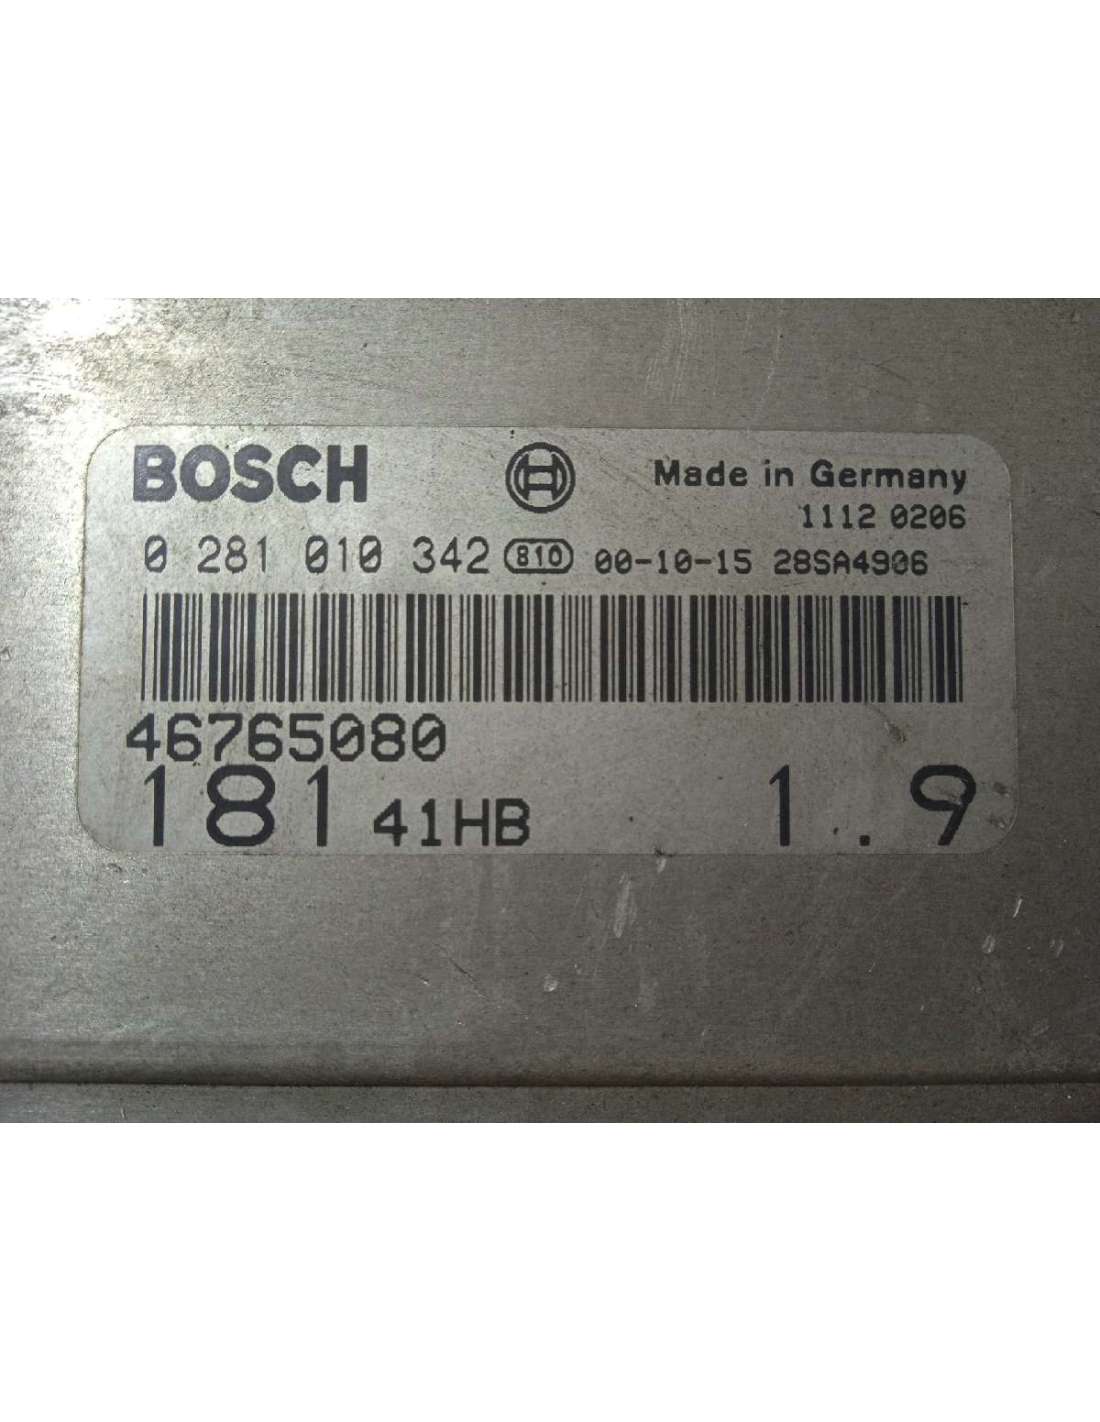 BOSCH Made in Germany
1112 0206
0 281 010 342 810 00-10-15 28SA4906
46765080
181 41HB 1.9